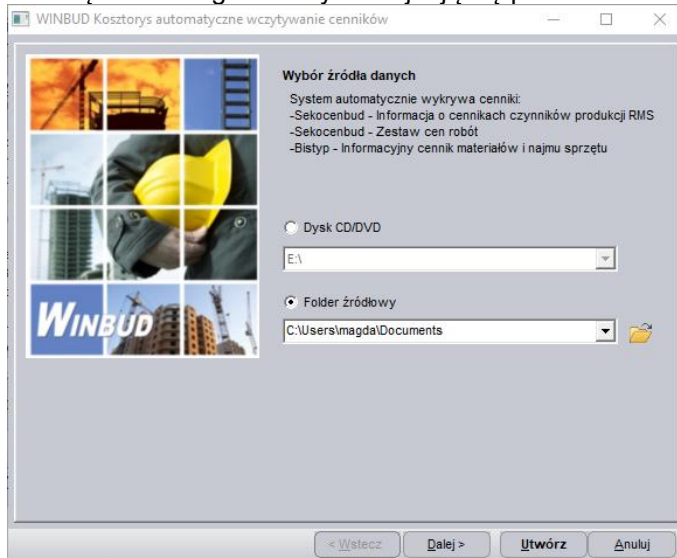 WINBUD Kosztorys automatyczne wczytywanie cenników
Wybór źródła danych
System automatycznie wykrywa cenniki:
-Sekocenbud - Informacja o cennikach czynników produkcji RMS
-Sekocenbud - Zestaw cen robót
-Bistyp - Informacyjny cennik materiałów i najmu sprzętu
Dysk CD/DVD
E:\
Folder źródłowy
C:\Users\magda\Documents
WINBUD
< Wstecz
Dalej >
Utwórz
Anuluj